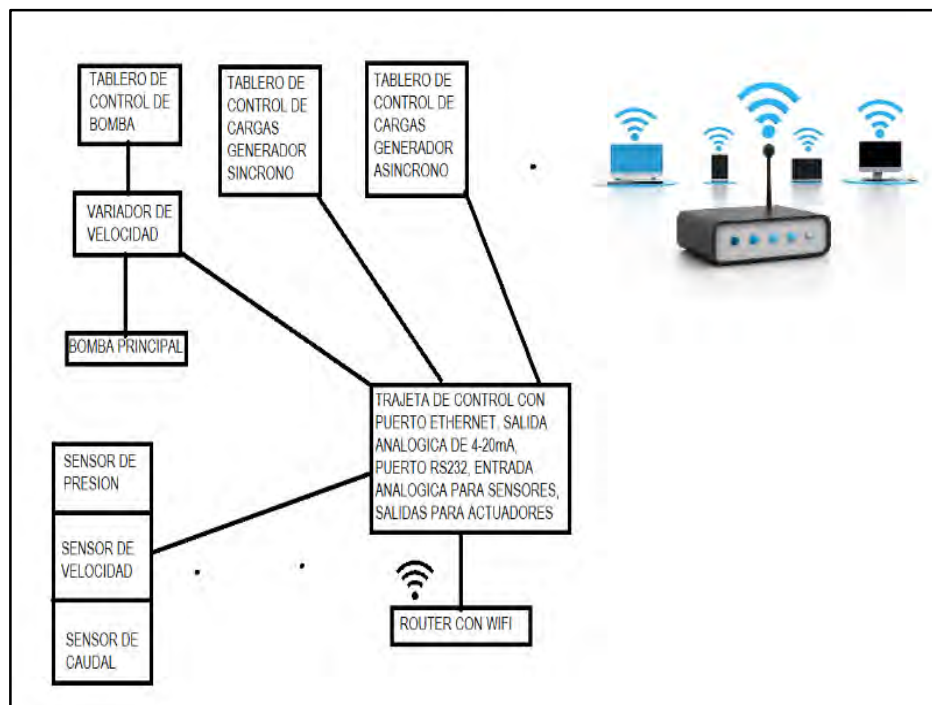 TABLERO DE
CONTROL DE
BOMBA
TABLERO DE
CONTROL DE
CARGAS
GENERADOR
SINCRONO
TABLERO DE
CONTROL DE
CARGAS
GENERADOR
ASINCRONO
VARIADOR DE
VELOCIDAD
BOMBA PRINCIPAL
TRAJETA DE CONTROL CON
PUERTO ETHERNET, SALIDA
ANALOGICA DE 4-20mA,
PUERTO RS232, ENTRADA
ANALOGICA PARA SENSORES,
SALIDAS PARA ACTUADORES
SENSOR DE
PRESION
SENSOR DE
VELOCIDAD
SENSOR DE
CAUDAL
ROUTER CON WIFI